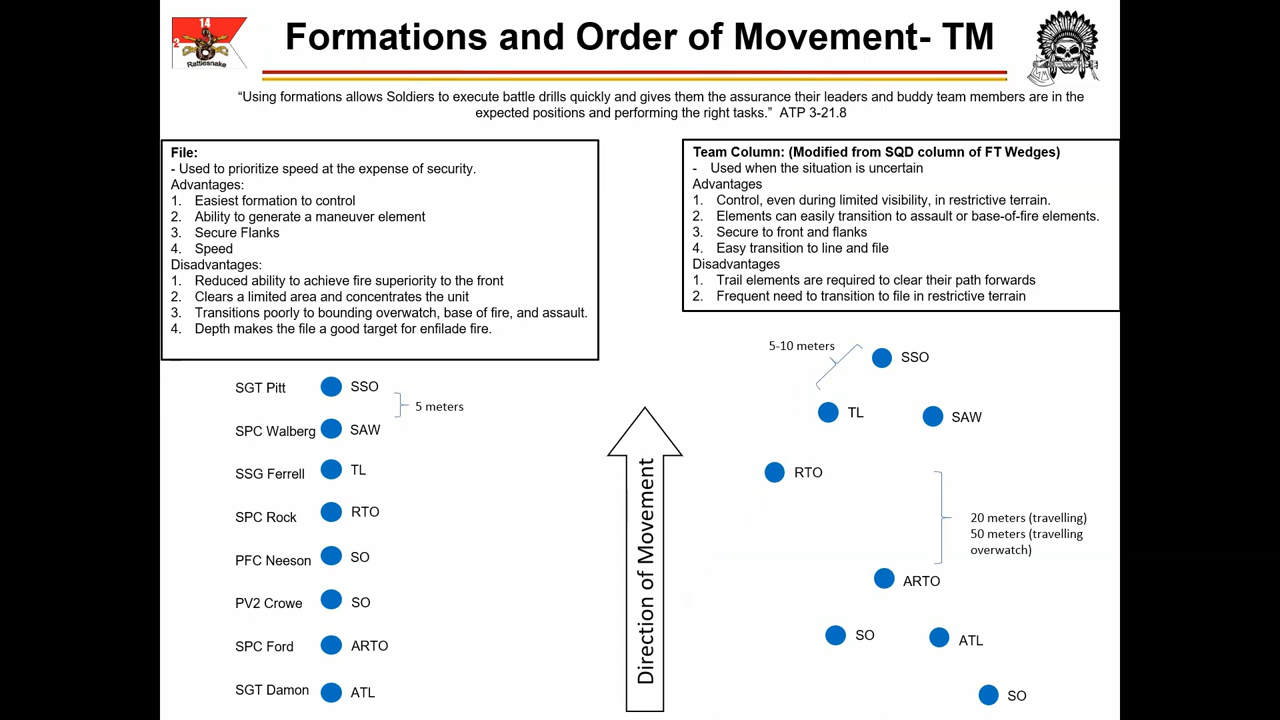 14
2
Rattlesnake
Formations and Order of Movement- TM
“Using formations allows Soldiers to execute battle drills quickly and gives them the assurance their leaders and buddy team members are in the
expected positions and performing the right tasks.” ATP 3-21.8
File:
- Used to prioritize speed at the expense of security.
Advantages:
1. Easiest formation to control
2. Ability to generate a maneuver element
3. Secure Flanks
4. Speed
Disadvantages:
1. Reduced ability to achieve fire superiority to the front
2. Clears a limited area and concentrates the unit
3. Transitions poorly to bounding overwatch, base of fire, and assault.
4. Depth makes the file a good target for enfilade fire.
Team Column: (Modified from SQD column of FT Wedges)
- Used when the situation is uncertain
Advantages
1. Control, even during limited visibility, in restrictive terrain.
2. Elements can easily transition to assault or base-of-fire elements.
3. Secure to front and flanks
4. Easy transition to line and file
Disadvantages
1. Trail elements are required to clear their path forwards
2. Frequent need to transition to file in restrictive terrain
SGT Pitt SSO
5 meters
SPC Walberg SAW
SSG Ferrell TL
SPC Rock RTO
PFC Neeson SO
PV2 Crowe SO
SPC Ford ARTO
SGT Damon ATL
Direction of Movement
5-10 meters
SSO
TL
SAW
RTO
20 meters (travelling)
50 meters (travelling
overwatch)
ARTO
SO
ATL
SO